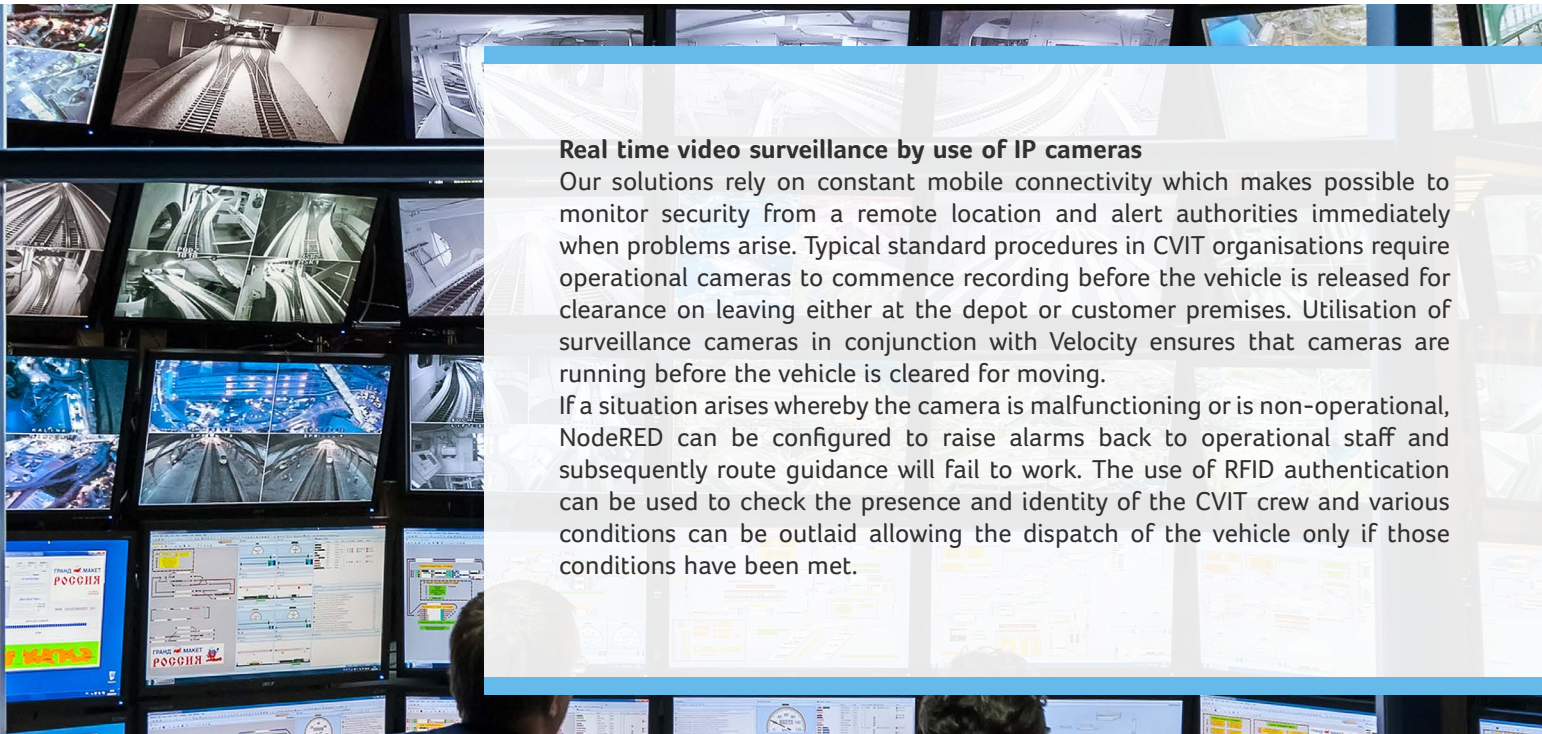 Real time video surveillance by use of IP cameras
Our solutions rely on constant mobile connectivity which makes possible to
monitor security from a remote location and alert authorities immediately
when problems arise. Typical standard procedures in CVIT organisations require
operational cameras to commence recording before the vehicle is released for
clearance on leaving either at the depot or customer premises. Utilisation of
surveillance cameras in conjunction with Velocity ensures that cameras are
running before the vehicle is cleared for moving.
If a situation arises whereby the camera is malfunctioning or is non-operational,
NodeRED can be configured to raise alarms back to operational staff and
subsequently route guidance will fail to work. The use of RFID authentication
can be used to check the presence and identity of the CVIT crew and various
conditions can be outlaid allowing the dispatch of the vehicle only if those
conditions have been met.
ГРАНД МАКЕТ
РОССИЯ
ГРАНД МАКЕТ
РОССИЯ